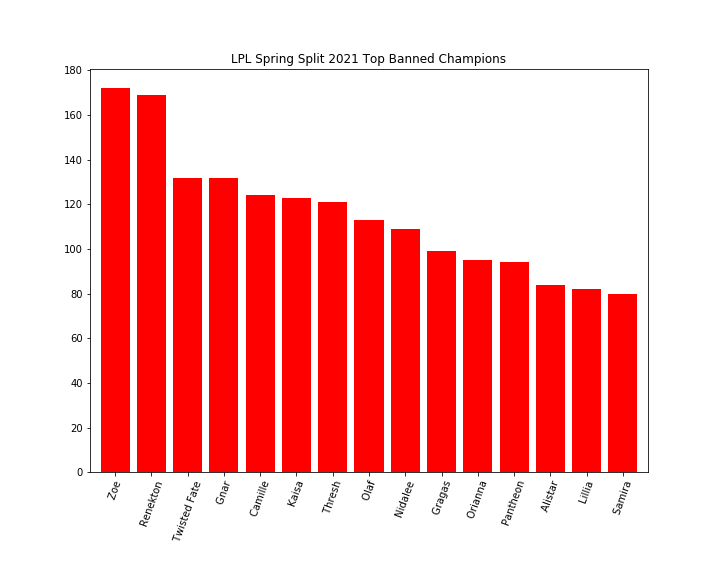 LPL Spring Split 2021 Top Banned Champions
180
160
140
120
100
80
60
40
20
0
Zoe
Renekton
Twisted Fate
Gnar
Camille
Kaisa
Thresh
Olaf
Nidalee
Gragas
Orianna
Pantheon
Alistar
Lillia
Samira